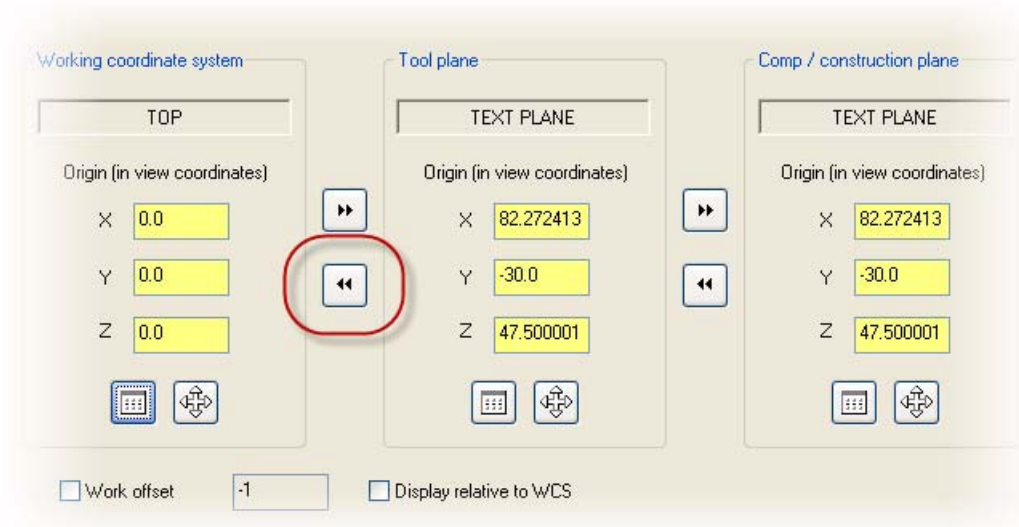 Working coordinate system
TOP
Origin (in view coordinates)
X 0.0
Y 0.0
Z 0.0
Tool plane
TEXT PLANE
Origin (in view coordinates)
X 82.272413
Y -30.0
Z 47.500001
Comp / construction plane
TEXT PLANE
Origin (in view coordinates)
X 82.272413
Y -30.0
Z 47.500001
Work offset -1
Display relative to WCS